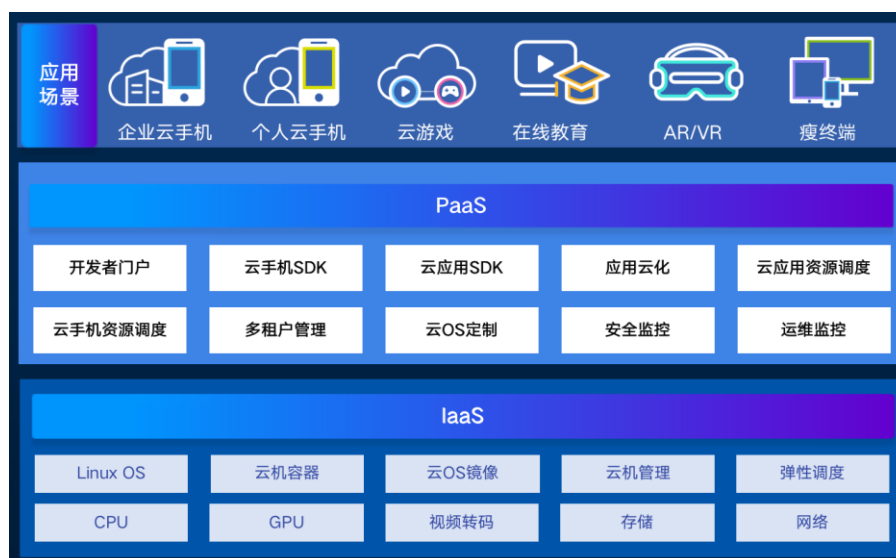 应用
场景
企业云手机 个人云手机 云游戏 在线教育 AR/VR 瘦终端
PaaS
开发者门户 云手机SDK 云应用SDK 应用云化 云应用资源调度
云手机资源调度 多租户管理 云OS定制 安全监控 运维监控
IaaS
Linux OS 云机容器 云OS镜像 云机管理 弹性调度
CPU GPU 视频转码 存储 网络